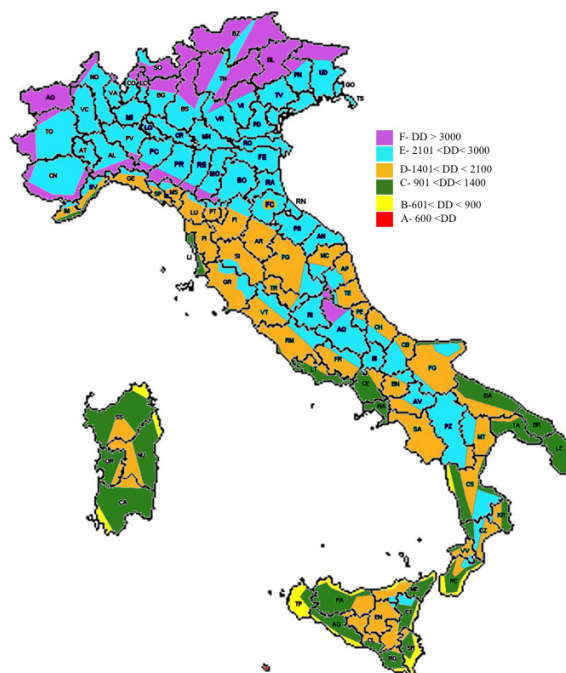 BZ
SO
BL
TN
PN
UD
GO
TS
NO
CO
LC
VA
BG
BS
VI
TV
AO
VC
MI
VR
PD
TO
PV
LO
CR
MN
RO
AT
AL
PC
PR
RE
MO
FE
BO
CN
SV
GE
RA
FC
RN
SP
MS
IM
LU
PT
FI
PS
AN
PI
AR
MC
LI
SI
PG
AP
GR
TR
TE
VT
RI
AQ
PE
CH
RM
FR
IS
CB
FG
LT
CE
BN
BA
NA
AV
SA
PZ
MT
TA
BR
LE
SS
OR
NU
CA
CS
KR
CZ
VV
RC
ME
TP
PA
CT
AG
EN
CL
SR
RG
F- DD > 3000
E- 2101 <DD< 3000
D-1401< DD < 2100
C- 901 <DD< 1400
B-601< DD < 900
A- 600 <DD